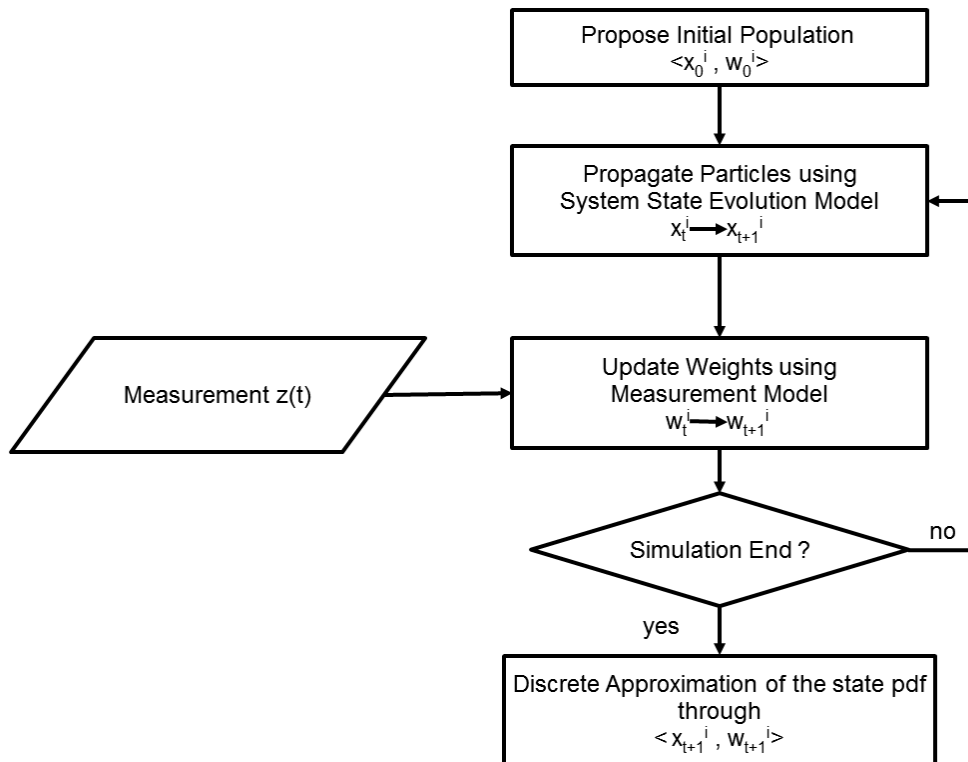 Propose Initial Population
<x₀ⁱ , w₀ⁱ>
Propagate Particles using
System State Evolution Model
xₜⁱ → xₜ₊₁ⁱ
Measurement z(t)
Update Weights using
Measurement Model
wₜⁱ → wₜ₊₁ⁱ
Simulation End ?
no
yes
Discrete Approximation of the state pdf
through
< xₜ₊₁ⁱ , wₜ₊₁ⁱ>